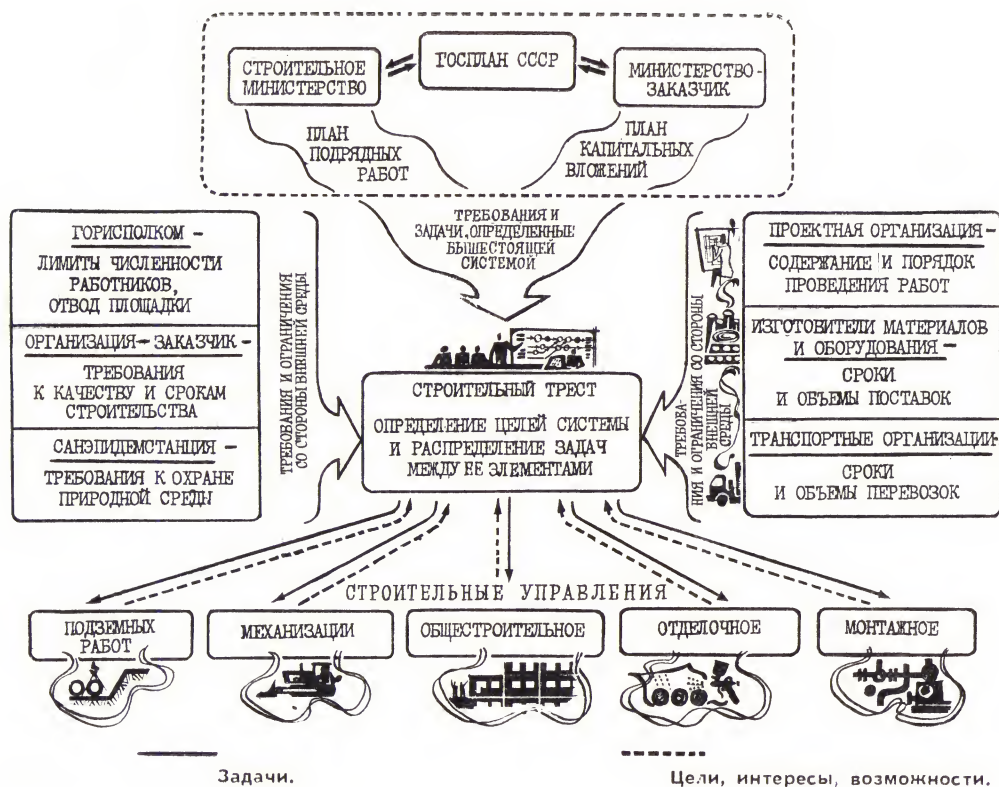 ГОСПЛАН СССР
СТРОИТЕЛЬНОЕ
МИНИСТЕРСТВО
МИНИСТЕРСТВО-
ЗАКАЗЧИК
ПЛАН
ПОДРЯДНЫХ
РАБОТ
ПЛАН
КАПИТАЛЬНЫХ
ВЛОЖЕНИЙ
ТРЕБОВАНИЯ И
ЗАДАЧИ, ОПРЕДЕЛЕННЫЕ
ВЫШЕСТОЯЩЕЙ
СИСТЕМОЙ
ГОРИСПОЛКОМ –
ЛИМИТЫ ЧИСЛЕННОСТИ
РАБОТНИКОВ,
ОТВОД ПЛОЩАДКИ
ОРГАНИЗАЦИЯ – ЗАКАЗЧИК –
ТРЕБОВАНИЯ
К КАЧЕСТВУ И СРОКАМ
СТРОИТЕЛЬСТВА
САНЭПИДЕМСТАНЦИЯ –
ТРЕБОВАНИЯ К ОХРАНЕ
ПРИРОДНОЙ СРЕДЫ
ТРЕБОВАНИЯ И ОГРАНИЧЕНИЯ
СО СТОРОНЫ ВНЕШНЕЙ СРЕДЫ
СТРОИТЕЛЬНЫЙ ТРЕСТ
ОПРЕДЕЛЕНИЕ ЦЕЛЕЙ СИСТЕМЫ
И РАСПРЕДЕЛЕНИЕ ЗАДАЧ
МЕЖДУ ЕЕ ЭЛЕМЕНТАМИ
ТРЕБОВА-
НИЯ И ОГРАНИЧЕНИЯ СО СТОРОНЫ
ВНЕШНЕЙ
СРЕДЫ
ПРОЕКТНАЯ ОРГАНИЗАЦИЯ –
СОДЕРЖАНИЕ И ПОРЯДОК
ПРОВЕДЕНИЯ РАБОТ
ИЗГОТОВИТЕЛИ МАТЕРИАЛОВ
И ОБОРУДОВАНИЯ –
СРОКИ
И ОБЪЕМЫ ПОСТАВОК
ТРАНСПОРТНЫЕ ОРГАНИЗАЦИИ–
СРОКИ
И ОБЪЕМЫ ПЕРЕВОЗОК
СТРОИТЕЛЬНЫЕ УПРАВЛЕНИЯ
ПОДЗЕМНЫХ
РАБОТ
МЕХАНИЗАЦИИ
ОБЩЕСТРОИТЕЛЬНОЕ
ОТДЕЛОЧНОЕ
МОНТАЖНОЕ
Задачи.
Цели, интересы, возможности.